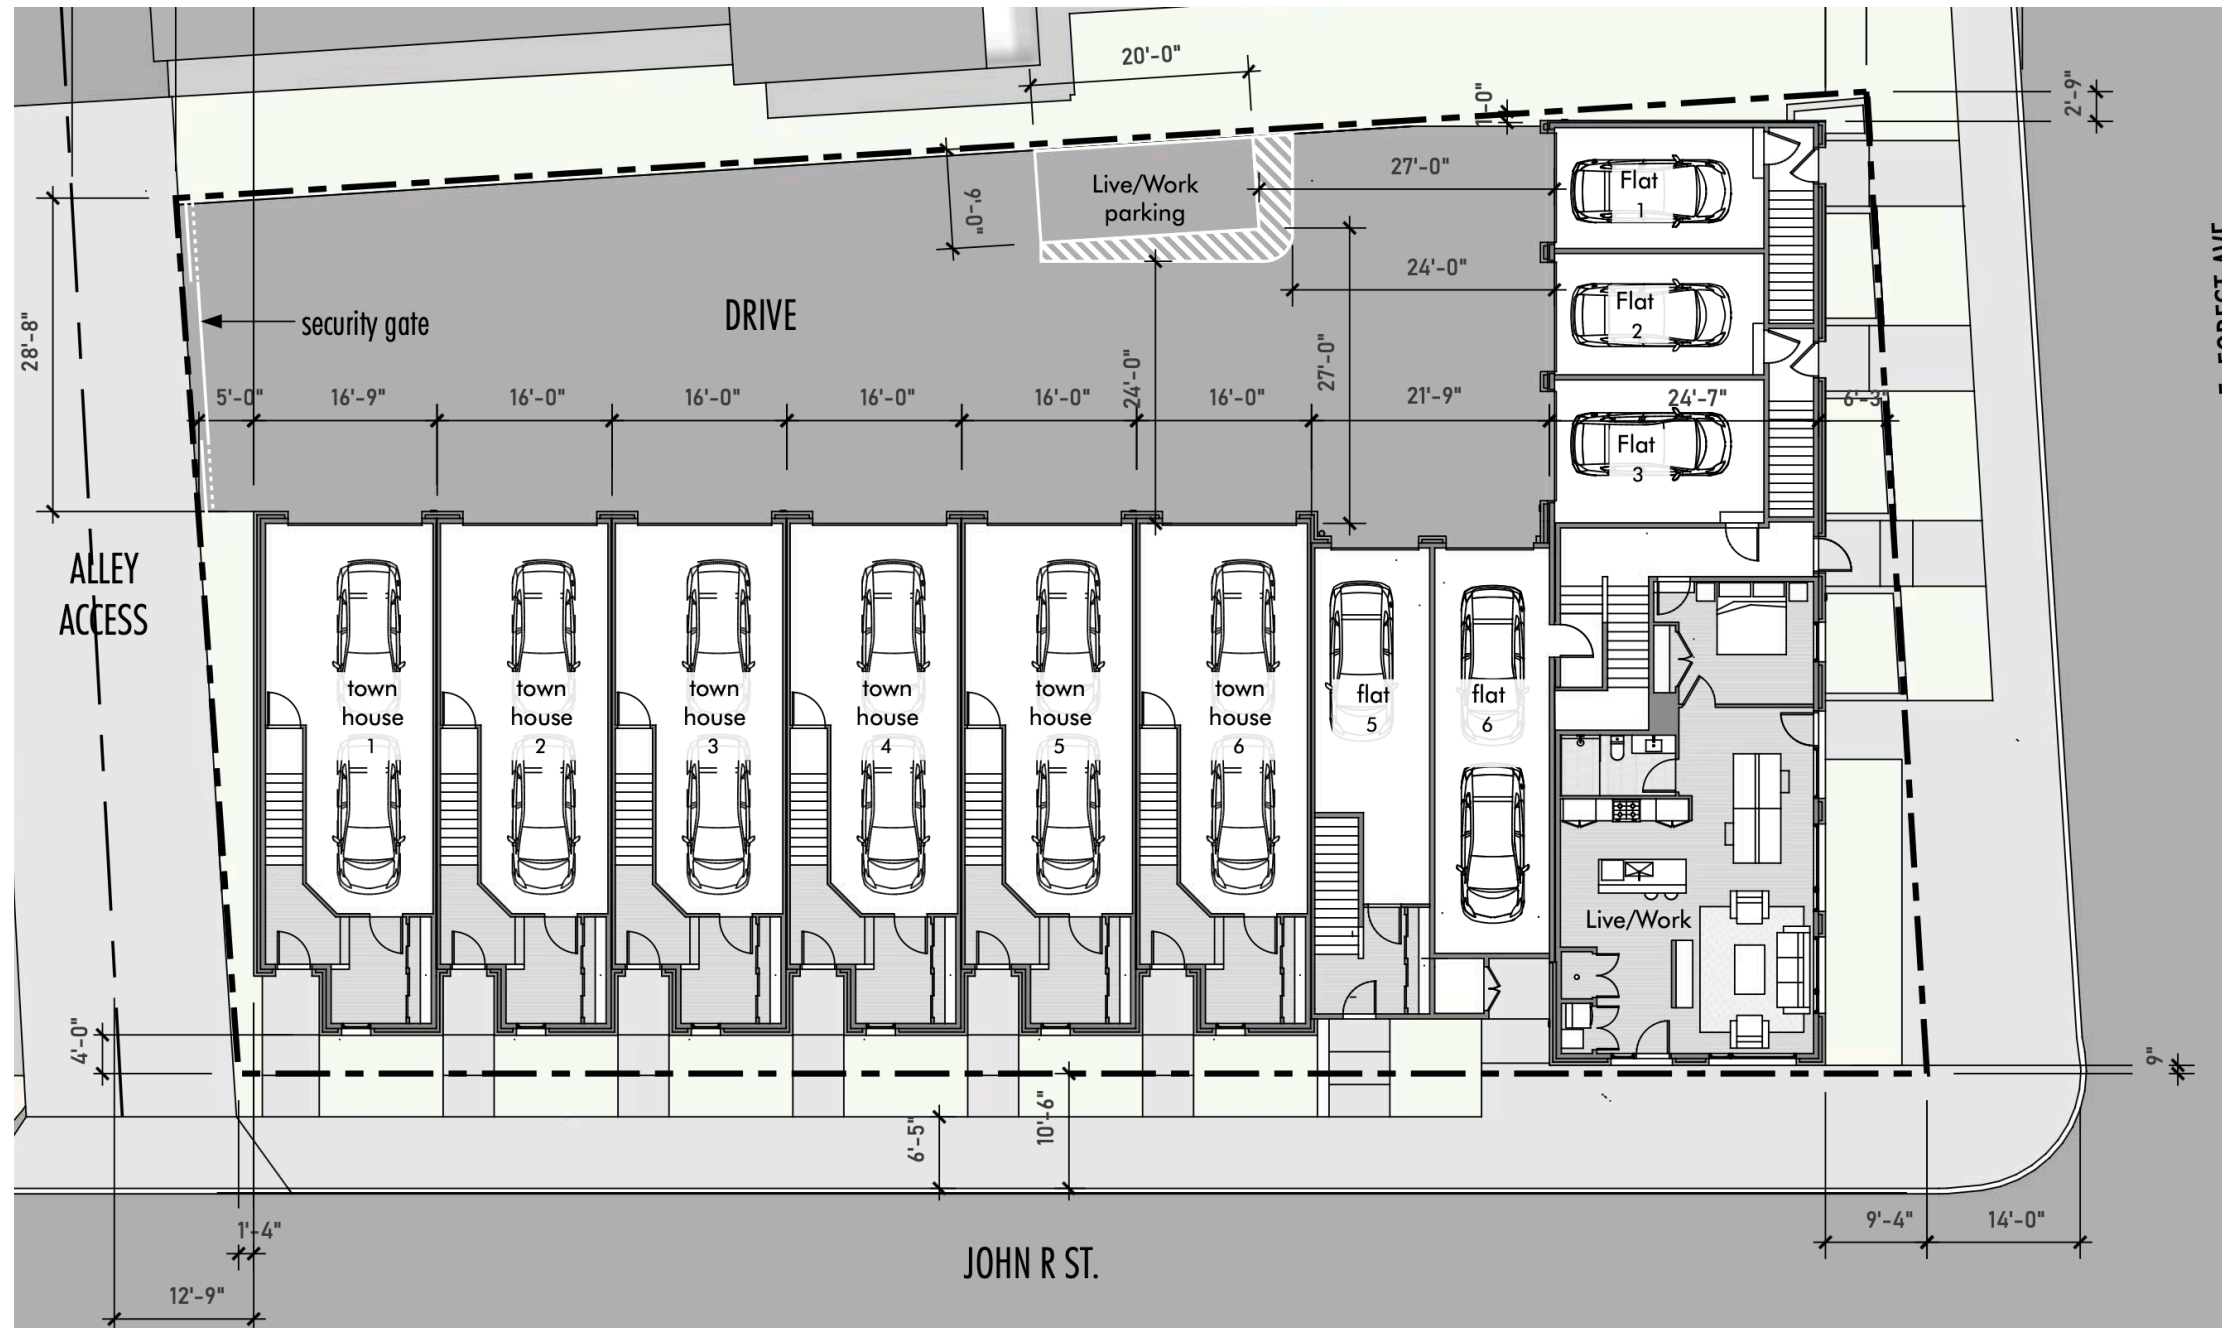 20'-0"
2'-9"
1'-0"
Live/Work
parking
27'-0"
9'-0"
Flat
1
24'-0"
Flat
2
28'-8"
security gate
DRIVE
24'-0"
27'-0"
5'-0"
16'-9"
16'-0"
16'-0"
16'-0"
16'-0"
16'-0"
21'-9"
24'-7"
6'-3"
Flat
3
ALLEY
ACCESS
town
house
1
town
house
2
town
house
3
town
house
4
town
house
5
town
house
6
flat
5
flat
6
Live/Work
4'-0"
9"
6'-5"
10'-6"
1'-4"
9'-4"
14'-0"
12'-9"
JOHN R ST.